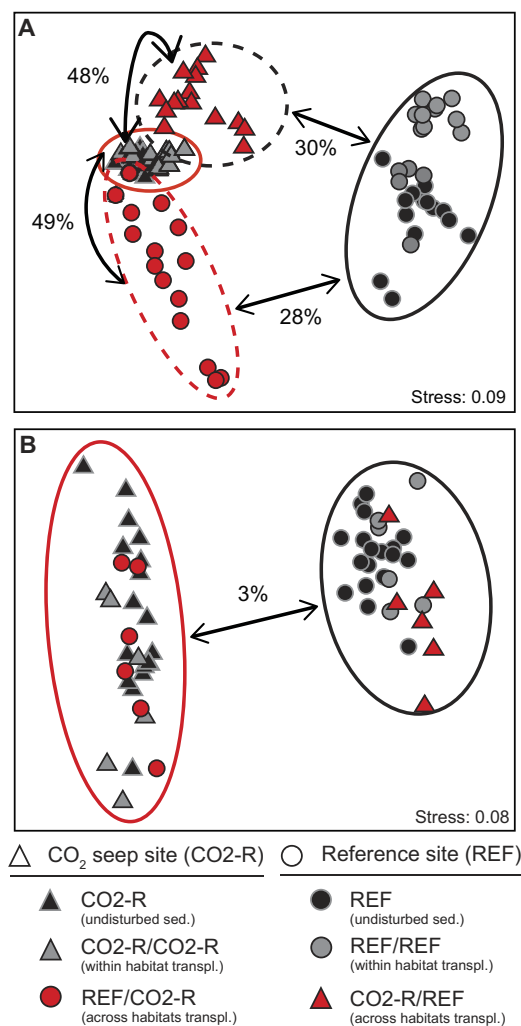 A
48%
30%
49%
28%
Stress: 0.09
B
3%
Stress: 0.08
CO2 seep site (CO2-R) Reference site (REF)
CO2-R REF
(undisturbed sed.) (undisturbed sed.)
CO2-R/CO2-R REF/REF
(within habitat transpl.) (within habitat transpl.)
REF/CO2-R CO2-R/REF
(across habitats transpl.) (across habitats transpl.)